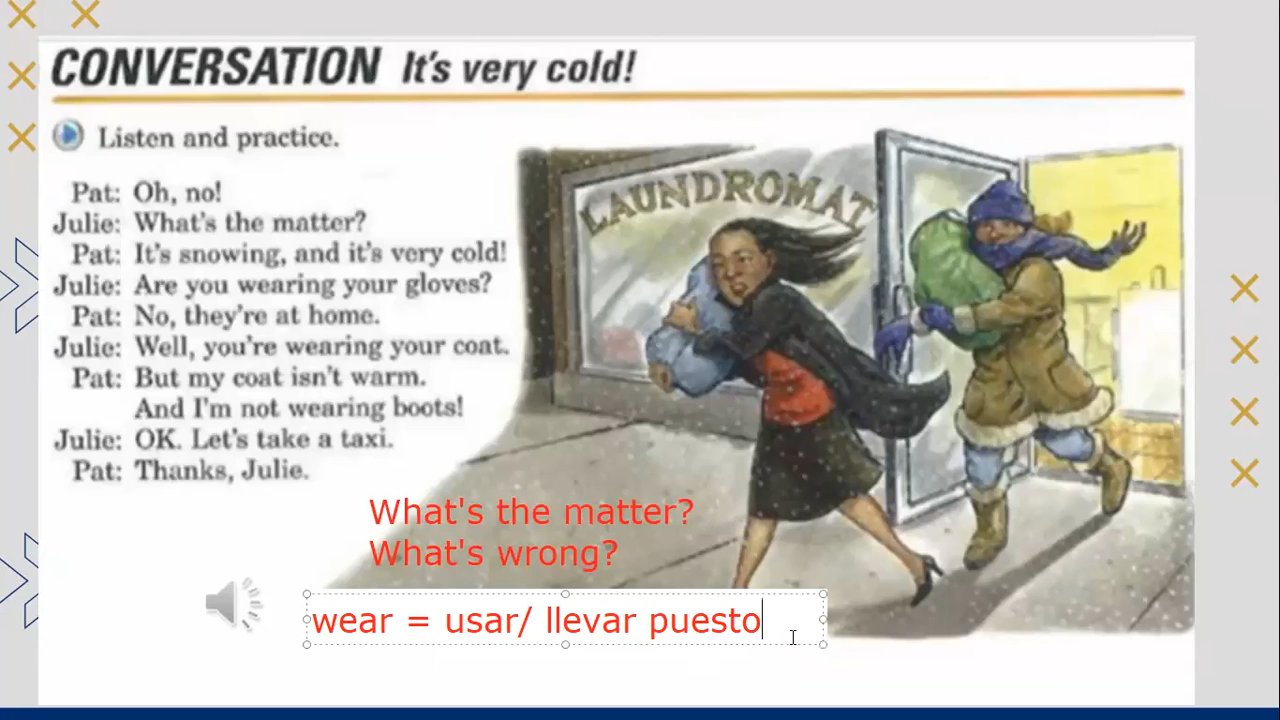 CONVERSATION It's very cold!
Listen and practice.
Pat: Oh, no!
Julie: What's the matter?
Pat: It's snowing, and it's very cold!
Julie: Are you wearing your gloves?
Pat: No, they're at home.
Julie: Well, you're wearing your coat.
Pat: But my coat isn't warm.
And I'm not wearing boots!
Julie: OK. Let's take a taxi.
Pat: Thanks, Julie.
LAUNDROMAT
What's the matter?
What's wrong?
wear = usar/ llevar puesto